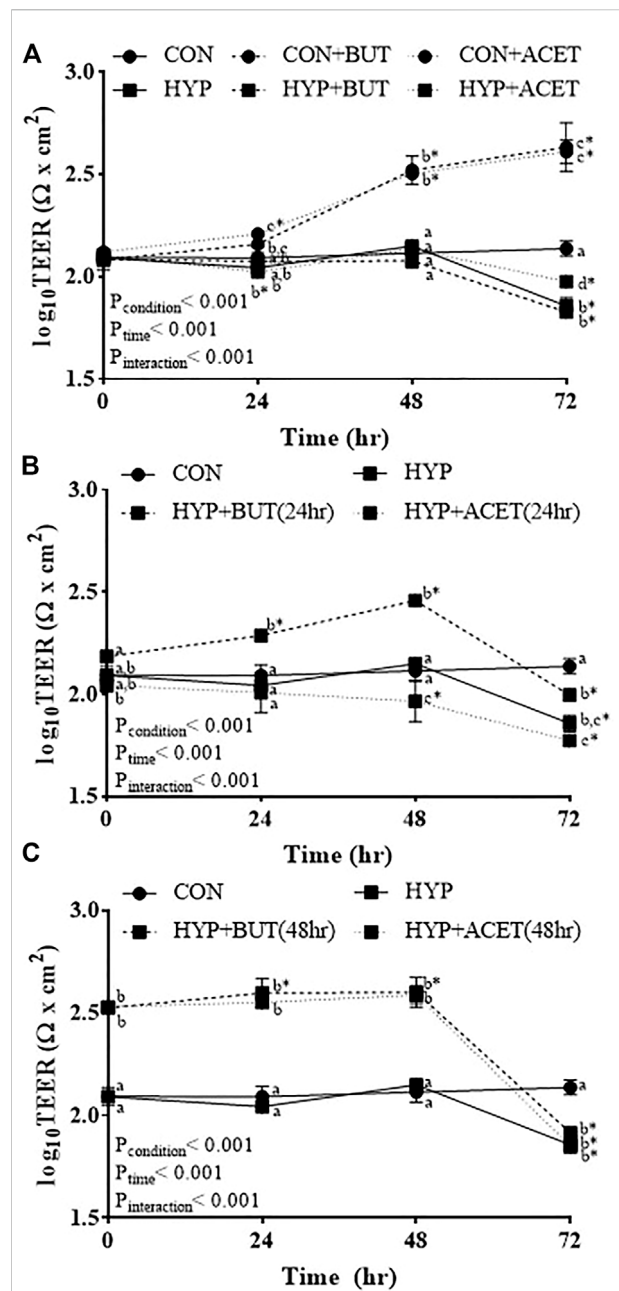 A
CON CON+BUT CON+ACET
HYP HYP+BUT HYP+ACET
log10TEER (Ω x cm2)
3.0
2.5
2.0
1.5
c*
b,c
a,b
a,b
b* b
b*
b*
a
a
a
a
c*
c*
a
d*
b*
b*
Pcondition< 0.001
Ptime< 0.001
Pinteraction< 0.001
0 24 48 72
Time (hr)
B
CON HYP
HYP+BUT(24hr) HYP+ACET(24hr)
log10TEER (Ω x cm2)
3.0
2.5
2.0
1.5
a
a,b
a,b
b
b*
a
a
a
b*
a
a
c*
a
b*
b,c*
c*
Pcondition< 0.001
Ptime< 0.001
Pinteraction< 0.001
0 24 48 72
Time (hr)
C
CON HYP
HYP+BUT(48hr) HYP+ACET(48hr)
log10TEER (Ω x cm2)
3.0
2.5
2.0
1.5
b
b
a
a
b*
b
a
a
b*
b
a
a
a
b*
b*
b*
Pcondition< 0.001
Ptime< 0.001
Pinteraction< 0.001
0 24 48 72
Time (hr)